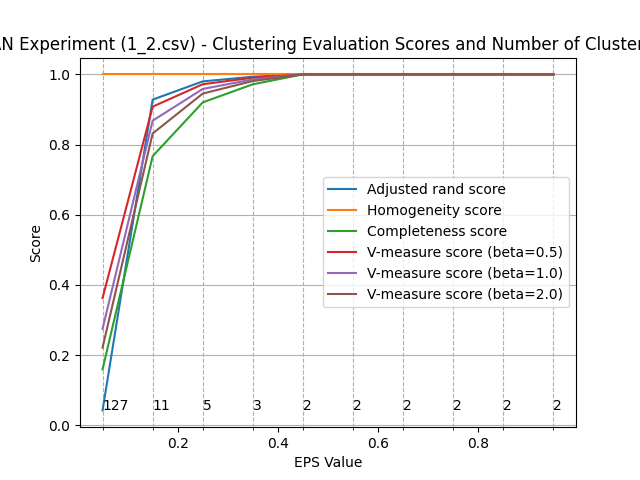 N Experiment (1_2.csv) - Clustering Evaluation Scores and Number of Cluster
1.0
0.8
0.6
0.4
0.2
0.0
Score
Adjusted rand score
Homogeneity score
Completeness score
V-measure score (beta=0.5)
V-measure score (beta=1.0)
V-measure score (beta=2.0)
127 11 5 3 2 2 2 2 2 2
0.2 0.4 0.6 0.8
EPS Value